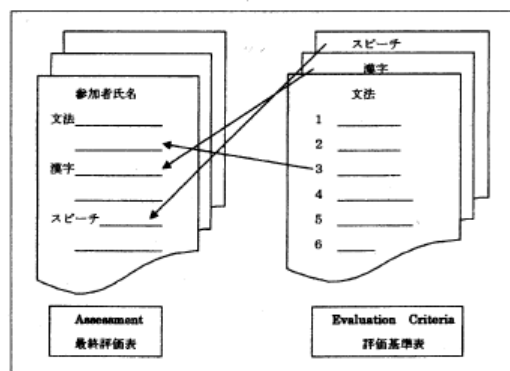 参加者氏名
文法
漢字
スピーチ
Assessment
最終評価表
スピーチ
漢字
文法
1
2
3
4
5
6
Evaluation Criteria
評価基準表